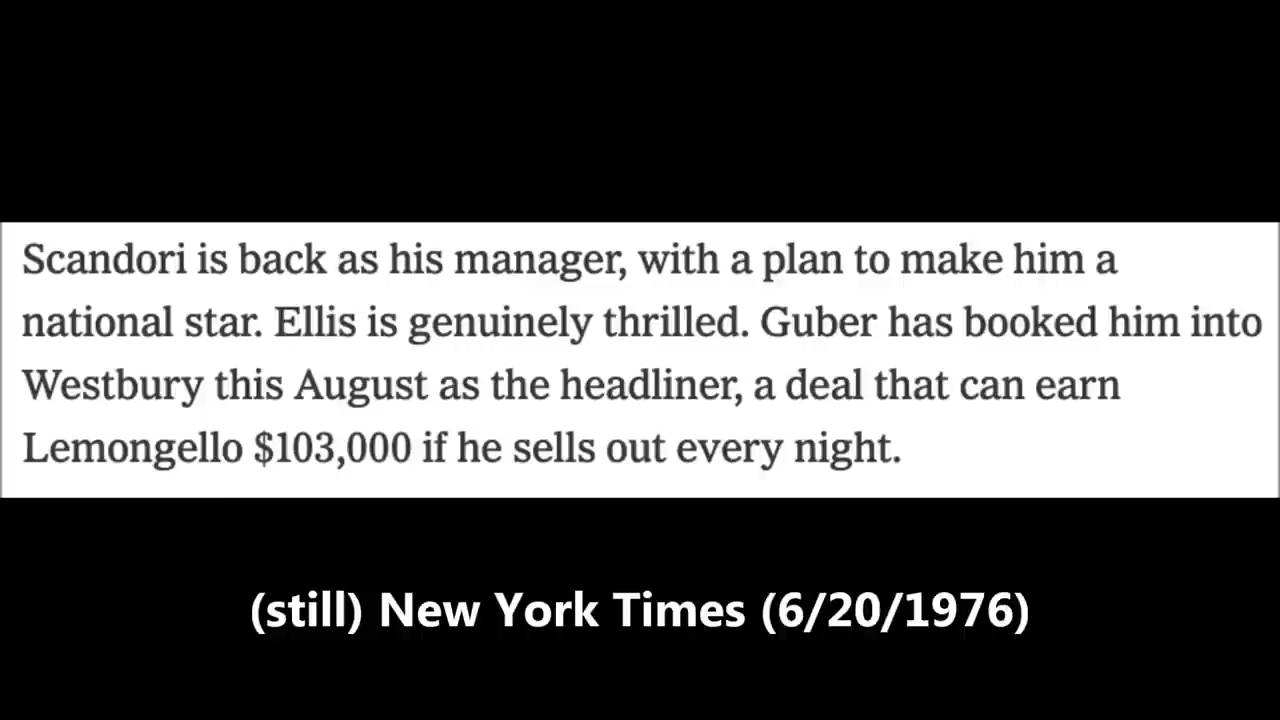 Scandori is back as his manager, with a plan to make him a
national star. Ellis is genuinely thrilled. Guber has booked him into
Westbury this August as the headliner, a deal that can earn
Lemongello $103,000 if he sells out every night.
(still) New York Times (6/20/1976)